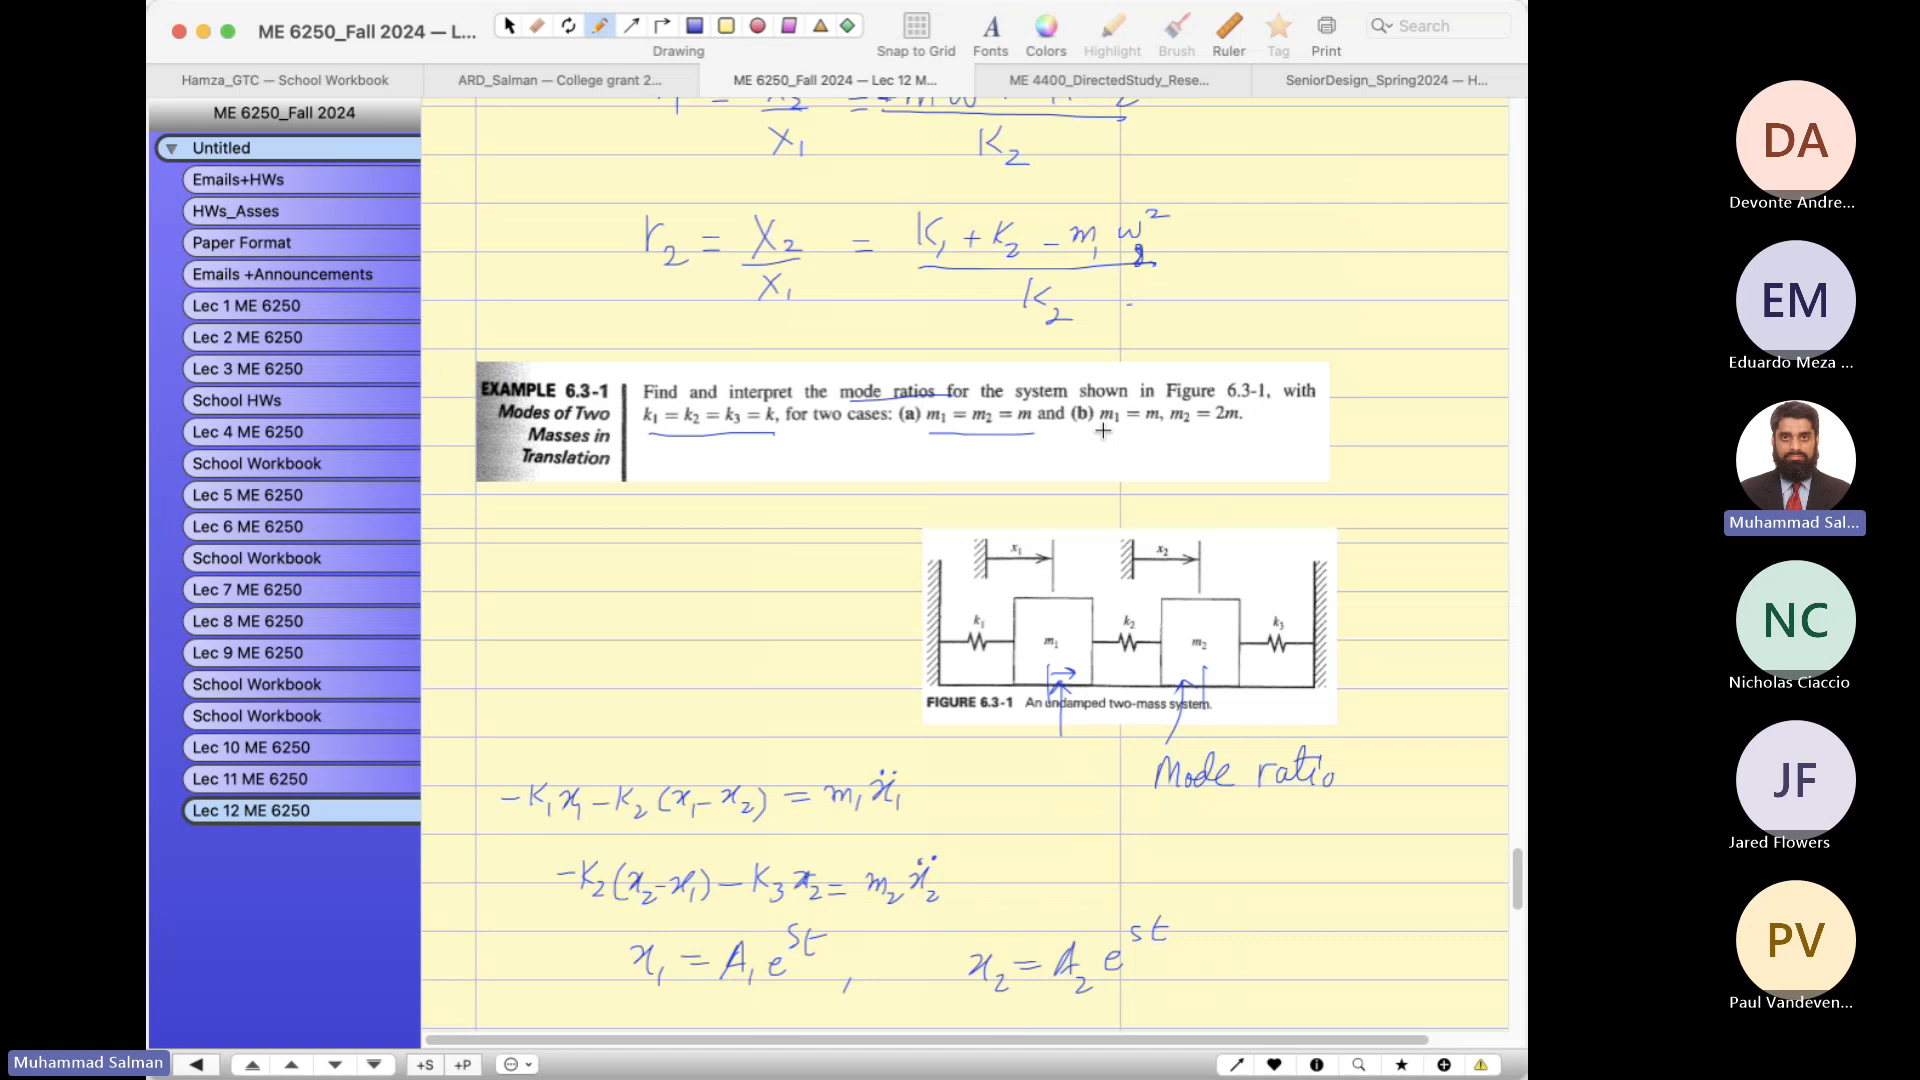 ME 6250_Fall 2024 — L...
Drawing
Snap to Grid
Fonts
Colors
Highlight
Brush
Ruler
Tag
Print
Search
Hamza_GTC — School Workbook
ARD_Salman — College grant 2...
ME 6250_Fall 2024 — Lec 12 M...
ME 4400_DirectedStudy_Rese...
SeniorDesign_Spring2024 — H...
ME 6250_Fall 2024
Untitled
Emails+HWs
HWs_Asses
Paper Format
Emails +Announcements
Lec 1 ME 6250
Lec 2 ME 6250
Lec 3 ME 6250
School HWs
Lec 4 ME 6250
School Workbook
Lec 5 ME 6250
Lec 6 ME 6250
School Workbook
Lec 7 ME 6250
Lec 8 ME 6250
Lec 9 ME 6250
School Workbook
School Workbook
Lec 10 ME 6250
Lec 11 ME 6250
Lec 12 ME 6250
X₁ K₂
r₂ = X₂/X₁ = (K₁ + K₂ - m₁ω₂²)/K₂
EXAMPLE 6.3-1
Modes of Two
Masses in
Translation
Find and interpret the mode ratios for the system shown in Figure 6.3-1, with
k₁ = k₂ = k₃ = k, for two cases: (a) m₁ = m₂ = m and (b) m₁ = m, m₂ = 2m.
x₁ x₂
k₁ m₁ k₂ m₂ k₃
FIGURE 6.3-1 An undamped two-mass system.
Mode ratio
-K₁x₁ - K₂(x₁ - x₂) = m₁ẍ₁
-K₂(x₂ - x₁) - K₃x₂ = m₂ẍ₂
x₁ = A₁e^st, x₂ = A₂e^st
+S
+P
Muhammad Salman
DA
Devonte Andre...
EM
Eduardo Meza ...
Muhammad Sal...
NC
Nicholas Ciaccio
JF
Jared Flowers
PV
Paul Vandeven...